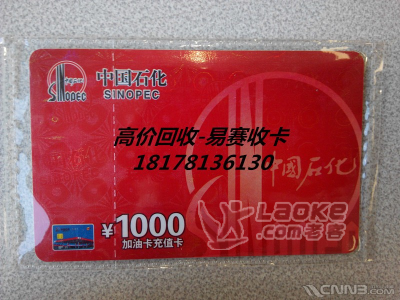 中国石化
SINOPEC
SINOPEC
高价回收-易赛收卡
18178136130
中国石化
¥1000
加油卡充值卡
LAOKE
.com老客
CNN3.com